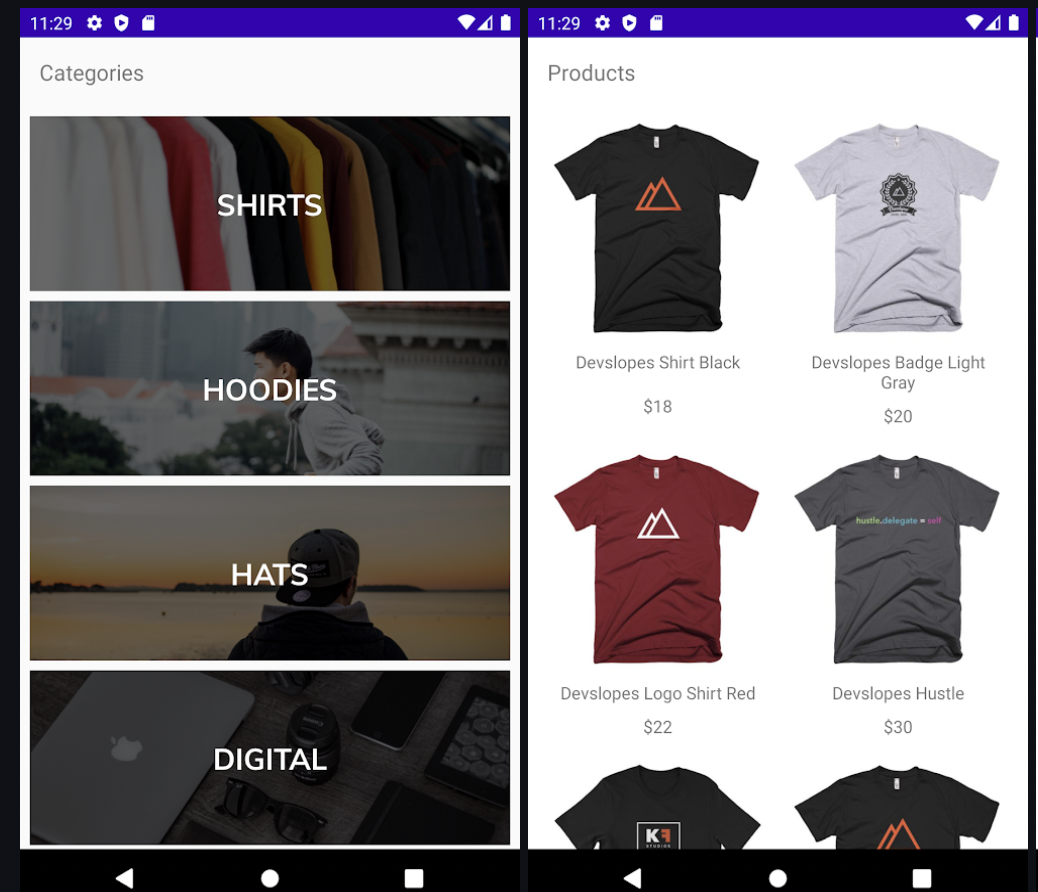 11:29
Categories
SHIRTS
HOODIES
HATS
DIGITAL
11:29
Products
Devslopes Shirt Black
$18
Devslopes Badge Light
Gray
$20
hustle.delegate = self
Devslopes Logo Shirt Red
$22
Devslopes Hustle
$30
KF
STUDIOS